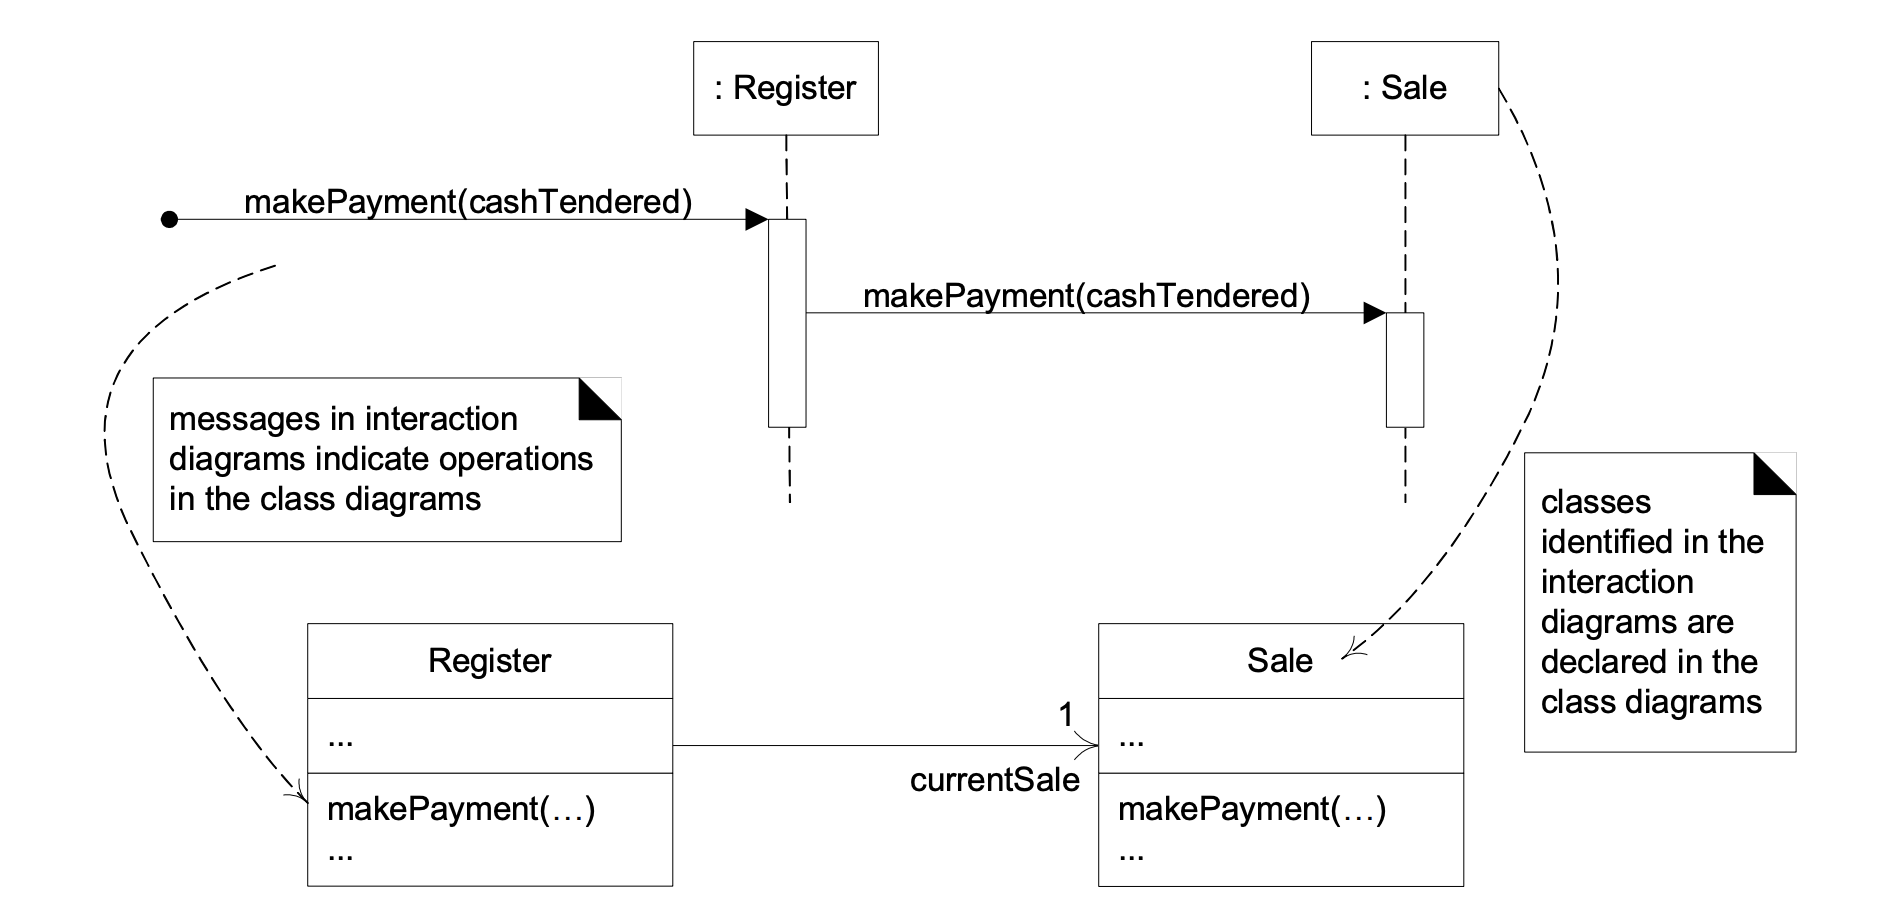 : Register
: Sale
makePayment(cashTendered)
makePayment(cashTendered)
messages in interaction
diagrams indicate operations
in the class diagrams
classes
identified in the
interaction
diagrams are
declared in the
class diagrams
Register
...
makePayment(…)
...
1
currentSale
Sale
...
makePayment(…)
...